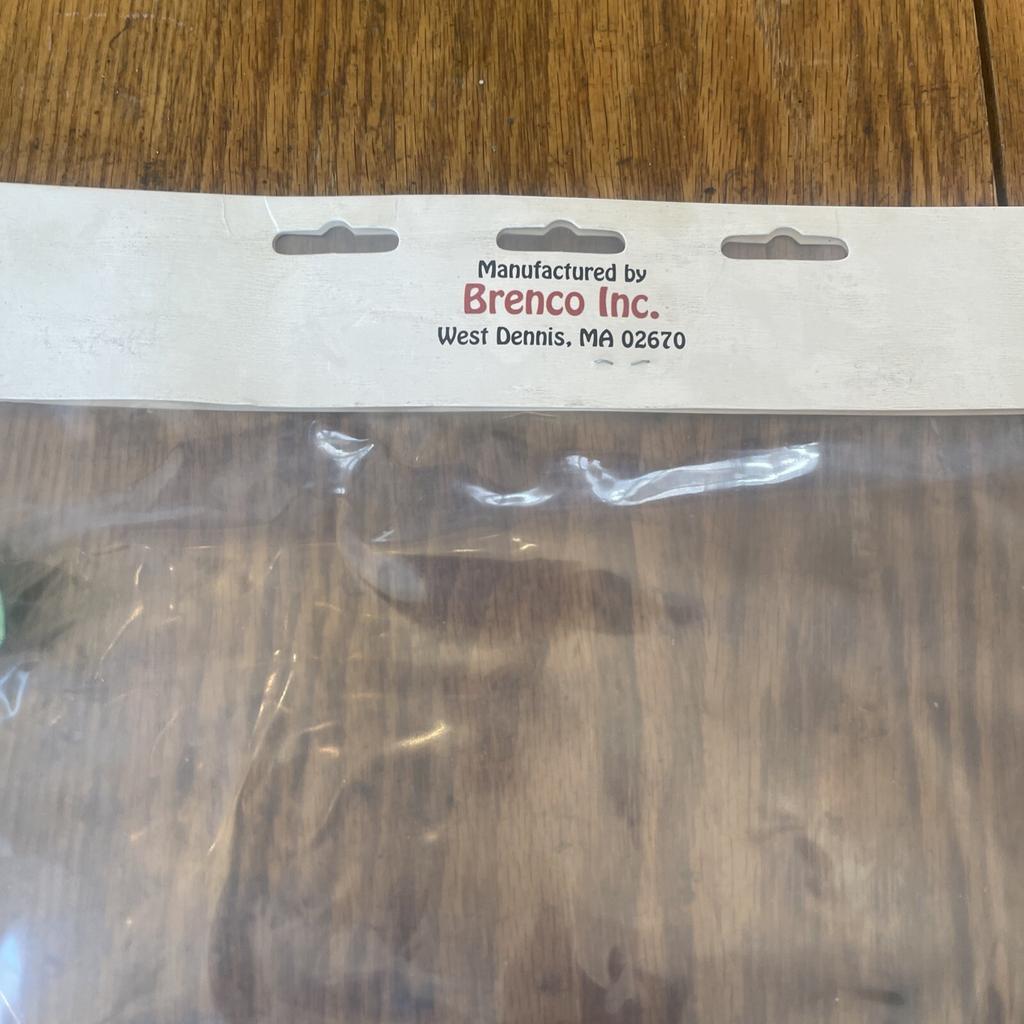 Manufactured by
Brenco Inc.
West Dennis, MA 02670